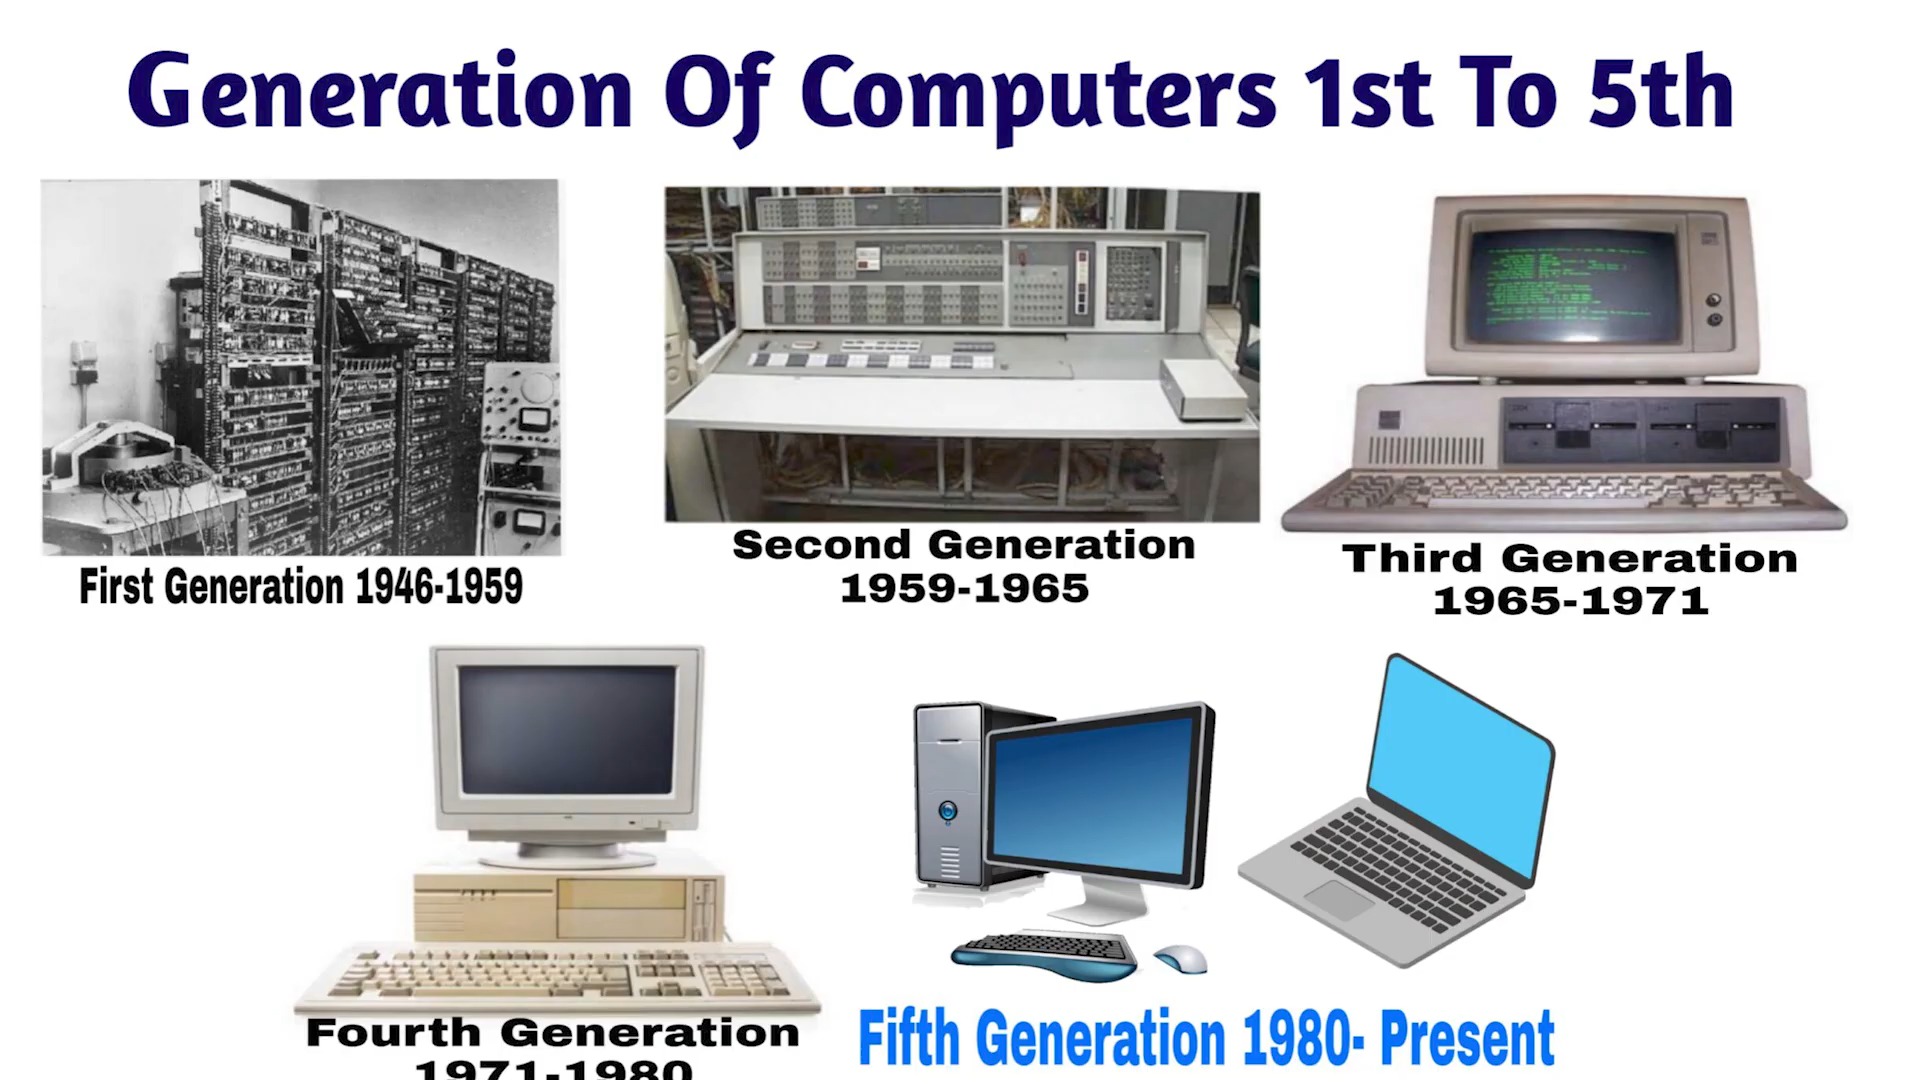 Generation Of Computers 1st To 5th
First Generation 1946-1959
Second Generation
1959-1965
Third Generation
1965-1971
Fourth Generation
1971-1980
Fifth Generation 1980- Present